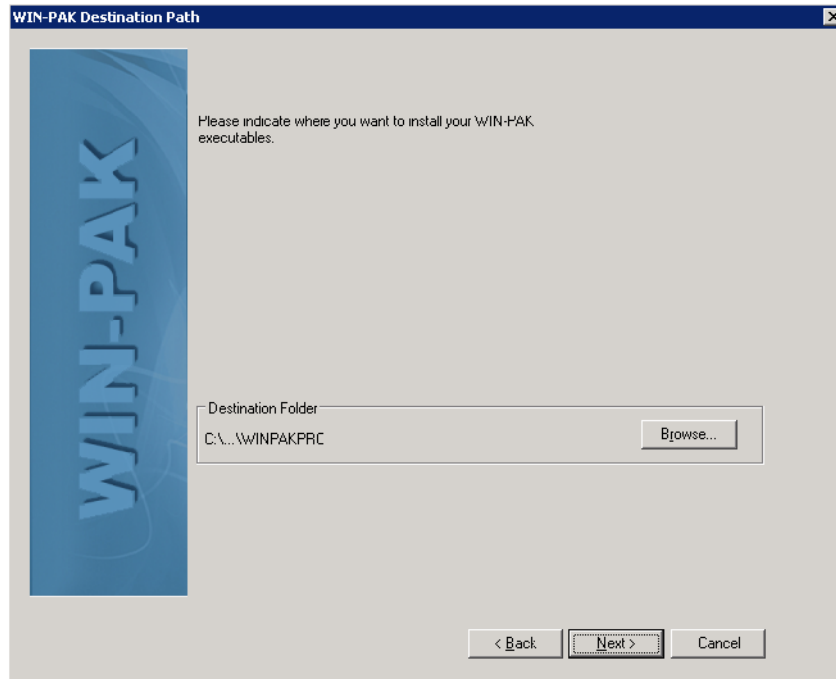 WIN-PAK Destination Path
WIN-PAK
Please indicate where you want to install your WIN-PAK
executables.
Destination Folder
C:\...\WINPAKPRO
Browse...
< Back
Next >
Cancel